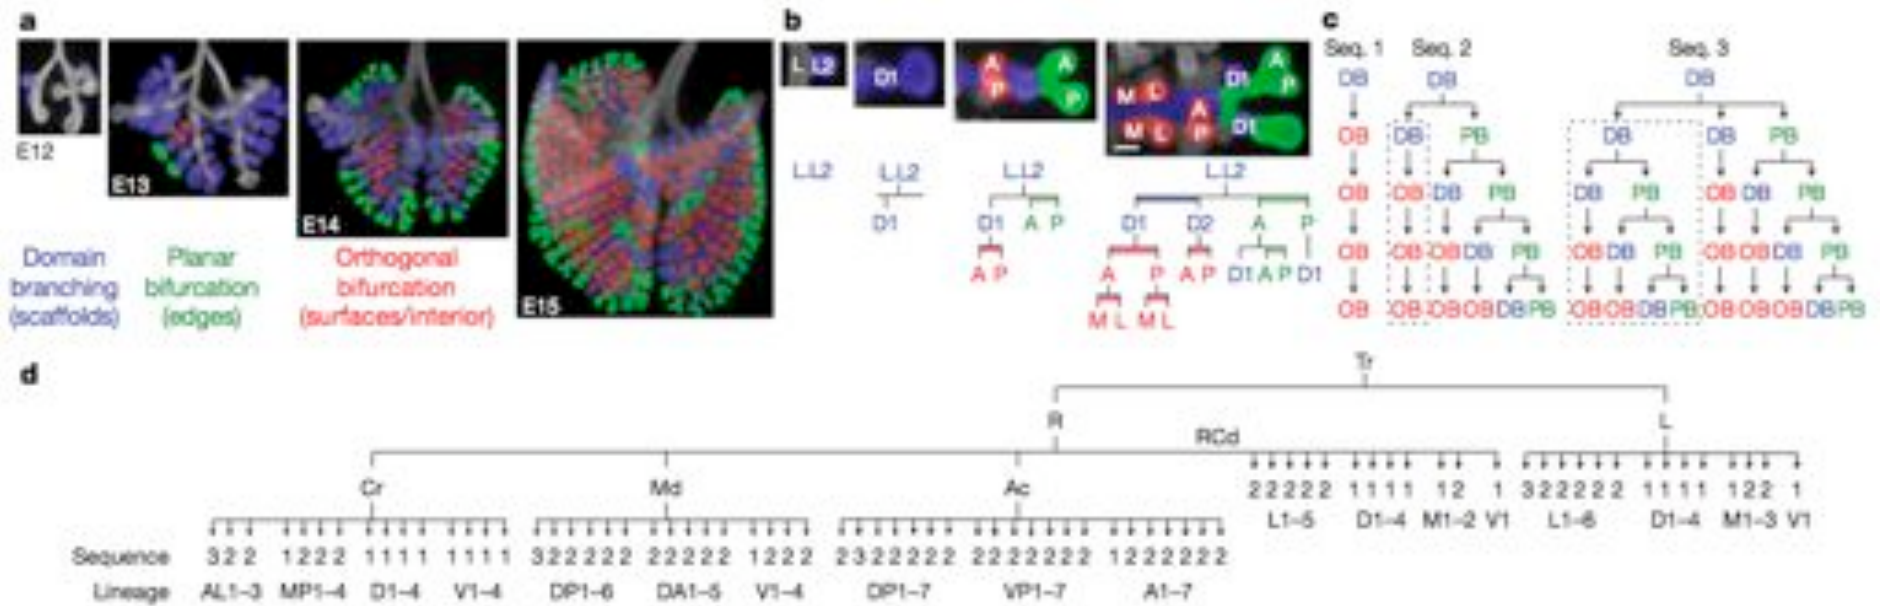 a
E12
E13
E14
E15
Domain
branching
(scaffolds)
Planar
bifurcation
(edges)
Orthogonal
bifurcation
(surfaces/interior)
b
L L2
D1
A
P
A
P
M L
A
M L
P
D1
A
P
D1
L.L2
L.L2
D1
L.L2
D1 A P
A P
L.L2
D1 D2 A P
A P A P D1 A P D1
M L M L
c
Seq. 1 Seq. 2 Seq. 3
DB DB DB
OB DB PB DB DB PB
OB OB DB PB DB PB OB DB PB
OB OB OB DB PB OB DB PB OB OB DB PB
OB OB OB OB DB PB OB OB DB PB OB OB OB DB PB
d
Tr
R L
RCd
Cr Md Ac
2 2 2 2 2 1 1 1 1 1 2 1 3 2 2 2 2 2 1 1 1 1 1 2 2 1
L1–5 D1–4 M1–2 V1 L1–6 D1–4 M1–3 V1
Sequence 3 2 2 1 2 2 2 1 1 1 1 1 1 1 1 3 2 2 2 2 2 2 2 2 2 2 1 2 2 2 2 3 2 2 2 2 2 2 2 2 2 2 2 2 1 2 2 2 2 2 2
Lineage AL1–3 MP1–4 D1–4 V1–4 DP1–6 DA1–5 V1–4 DP1–7 VP1–7 A1–7